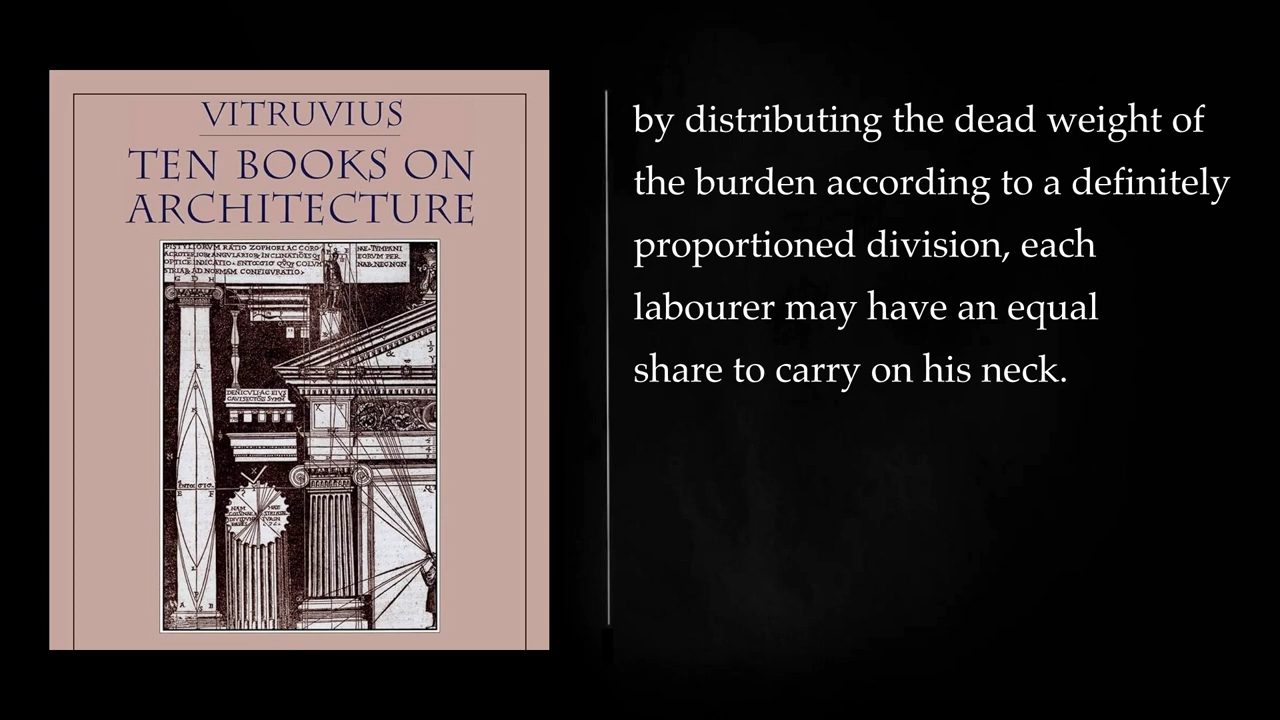 VITRUVIUS
TEN BOOKS ON
ARCHITECTURE
by distributing the dead weight of
the burden according to a definitely
proportioned division, each
labourer may have an equal
share to carry on his neck.